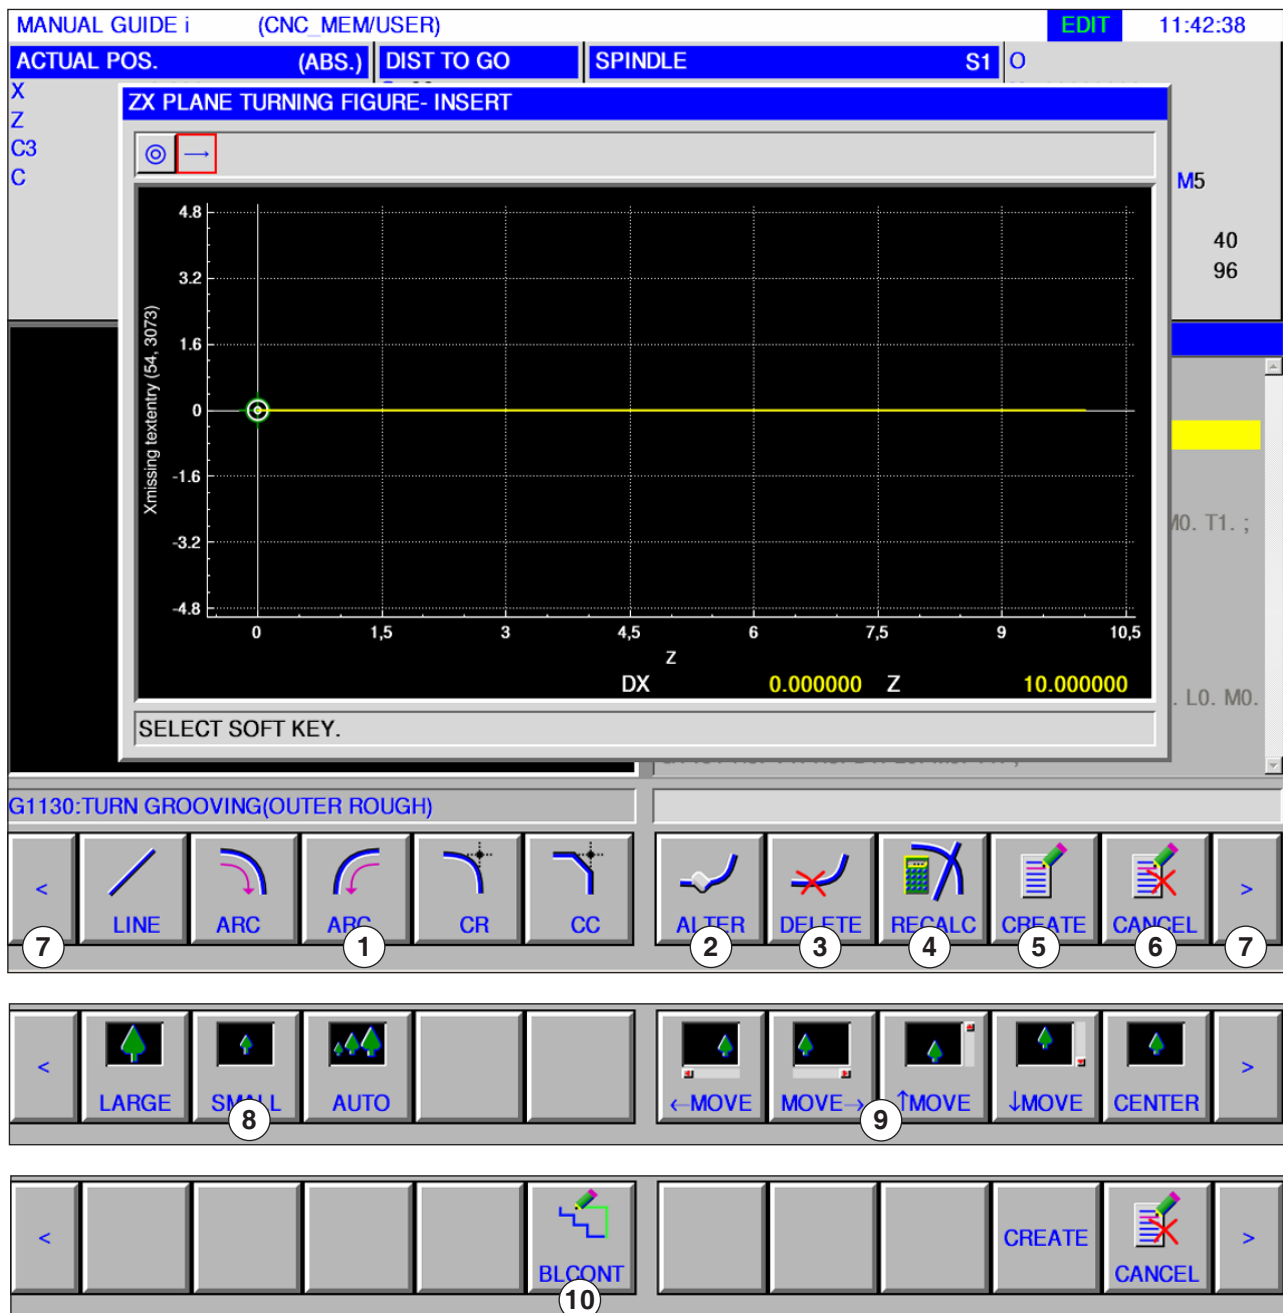 MANUAL GUIDE i (CNC_MEM/USER) EDIT 11:42:38
ACTUAL POS. (ABS.) DIST TO GO SPINDLE S1 O
X
Z
C3
C
ZX PLANE TURNING FIGURE- INSERT
M5
40
96
4.8
3.2
1.6
0
-1.6
-3.2
-4.8
Xmissing textentry (54, 3073)
0 1,5 3 4,5 6 7,5 9 10,5
Z
DX 0.000000 Z 10.000000
M0. T1. ;
. L0. M0.
SELECT SOFT KEY.
G1130:TURN GROOVING(OUTER ROUGH)
< LINE ARC ARC CR CC ALTER DELETE RECALC CREATE CANCEL >
7 1 2 3 4 5 6 7
< LARGE SMALL AUTO ←MOVE MOVE→ ↑MOVE ↓MOVE CENTER >
8 9
< BLCONT CREATE CANCEL >
10